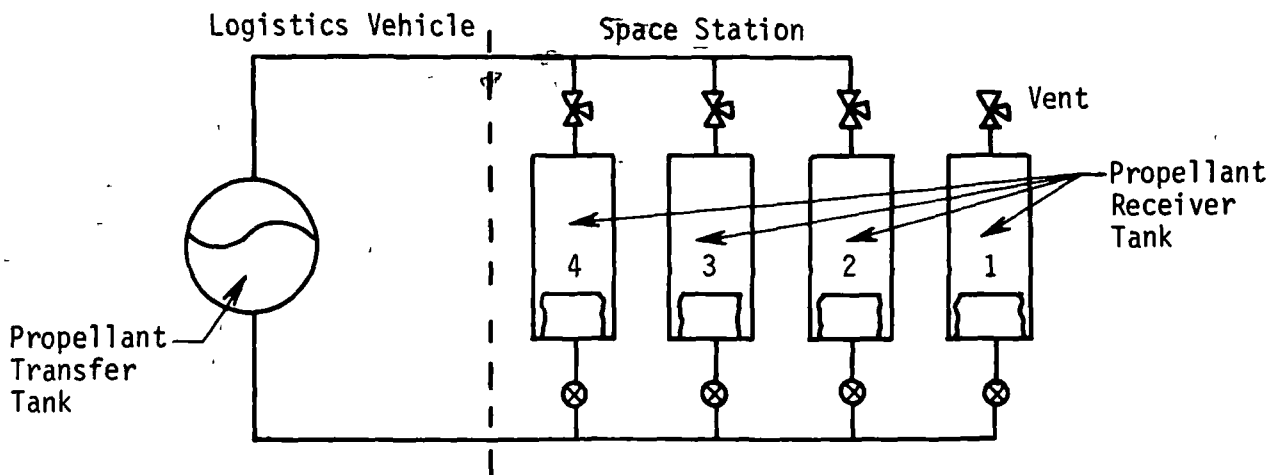 Logistics Vehicle
Space Station
Vent
Propellant
Receiver
Tank
4
3
2
1
Propellant
Transfer
Tank